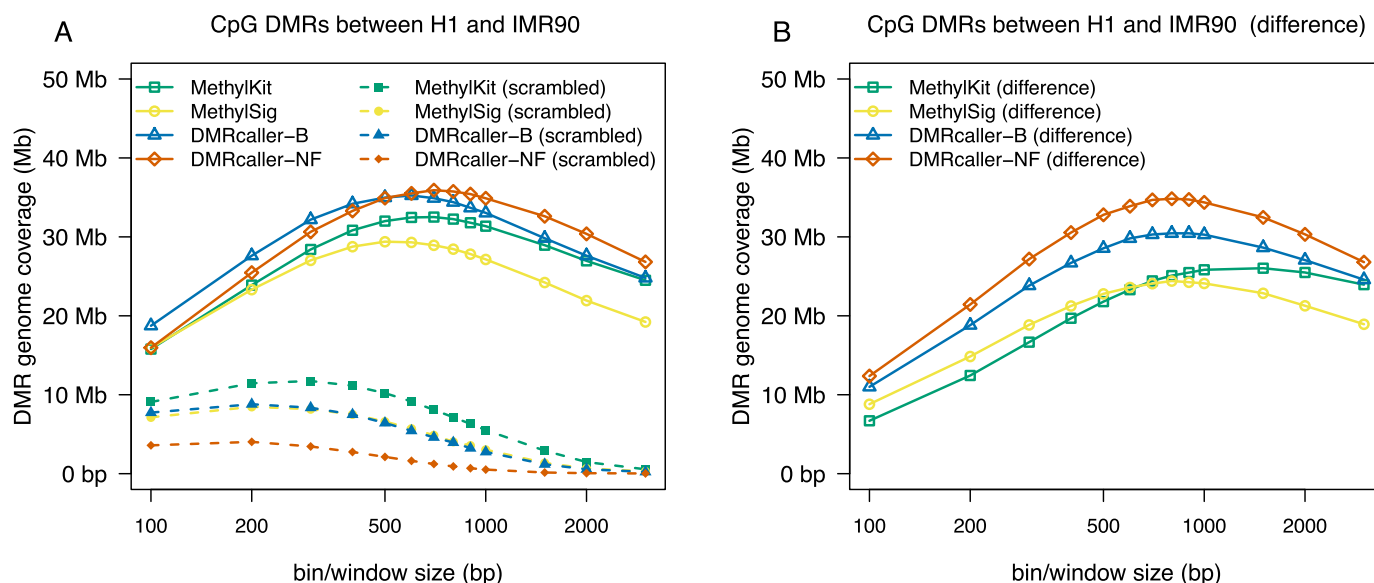 A
CpG DMRs between H1 and IMR90
DMR genome coverage (Mb)
50 Mb
40 Mb
30 Mb
20 Mb
10 Mb
0 bp
MethylKit
MethylSig
DMRcaller−B
DMRcaller−NF
MethylKit (scrambled)
MethylSig (scrambled)
DMRcaller−B (scrambled)
DMRcaller−NF (scrambled)
100 200 500 1000 2000
bin/window size (bp)
B
CpG DMRs between H1 and IMR90 (difference)
DMR genome coverage (Mb)
50 Mb
40 Mb
30 Mb
20 Mb
10 Mb
0 bp
MethylKit (difference)
MethylSig (difference)
DMRcaller−B (difference)
DMRcaller−NF (difference)
100 200 500 1000 2000
bin/window size (bp)